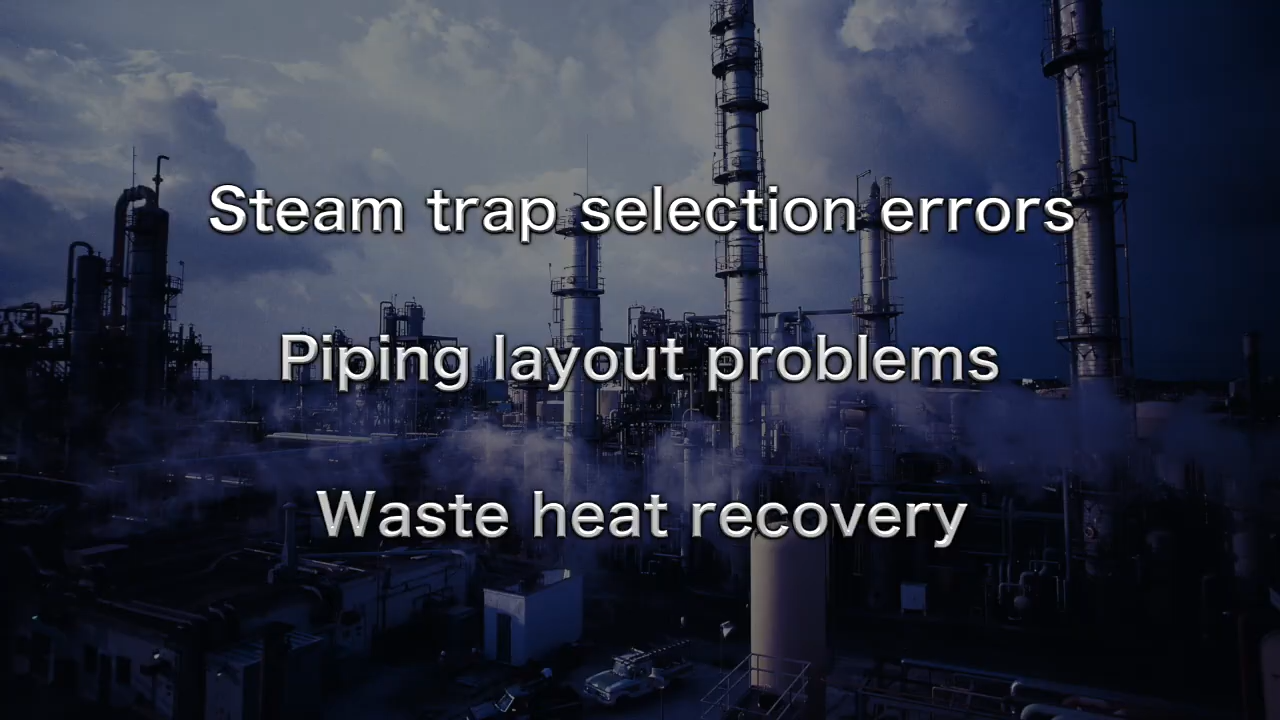 Steam trap selection errors
Piping layout problems
Waste heat recovery